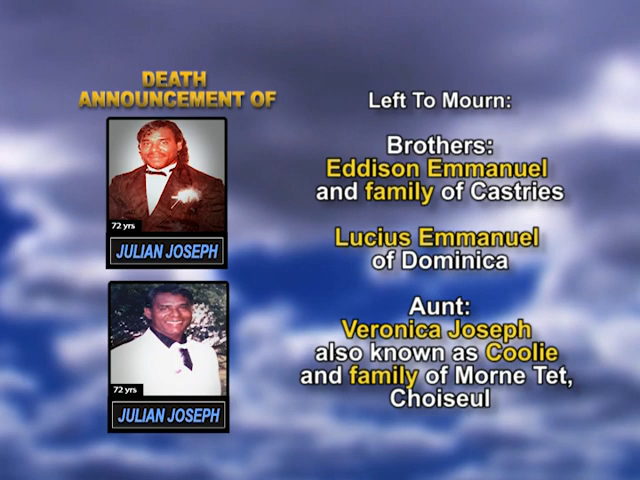 DEATH
ANNOUNCEMENT OF
72 yrs
JULIAN JOSEPH
72 yrs
JULIAN JOSEPH
Left To Mourn:
Brothers:
Eddison Emmanuel
and family of Castries
Lucius Emmanuel
of Dominica
Aunt:
Veronica Joseph
also known as Coolie
and family of Morne Tet,
Choiseul